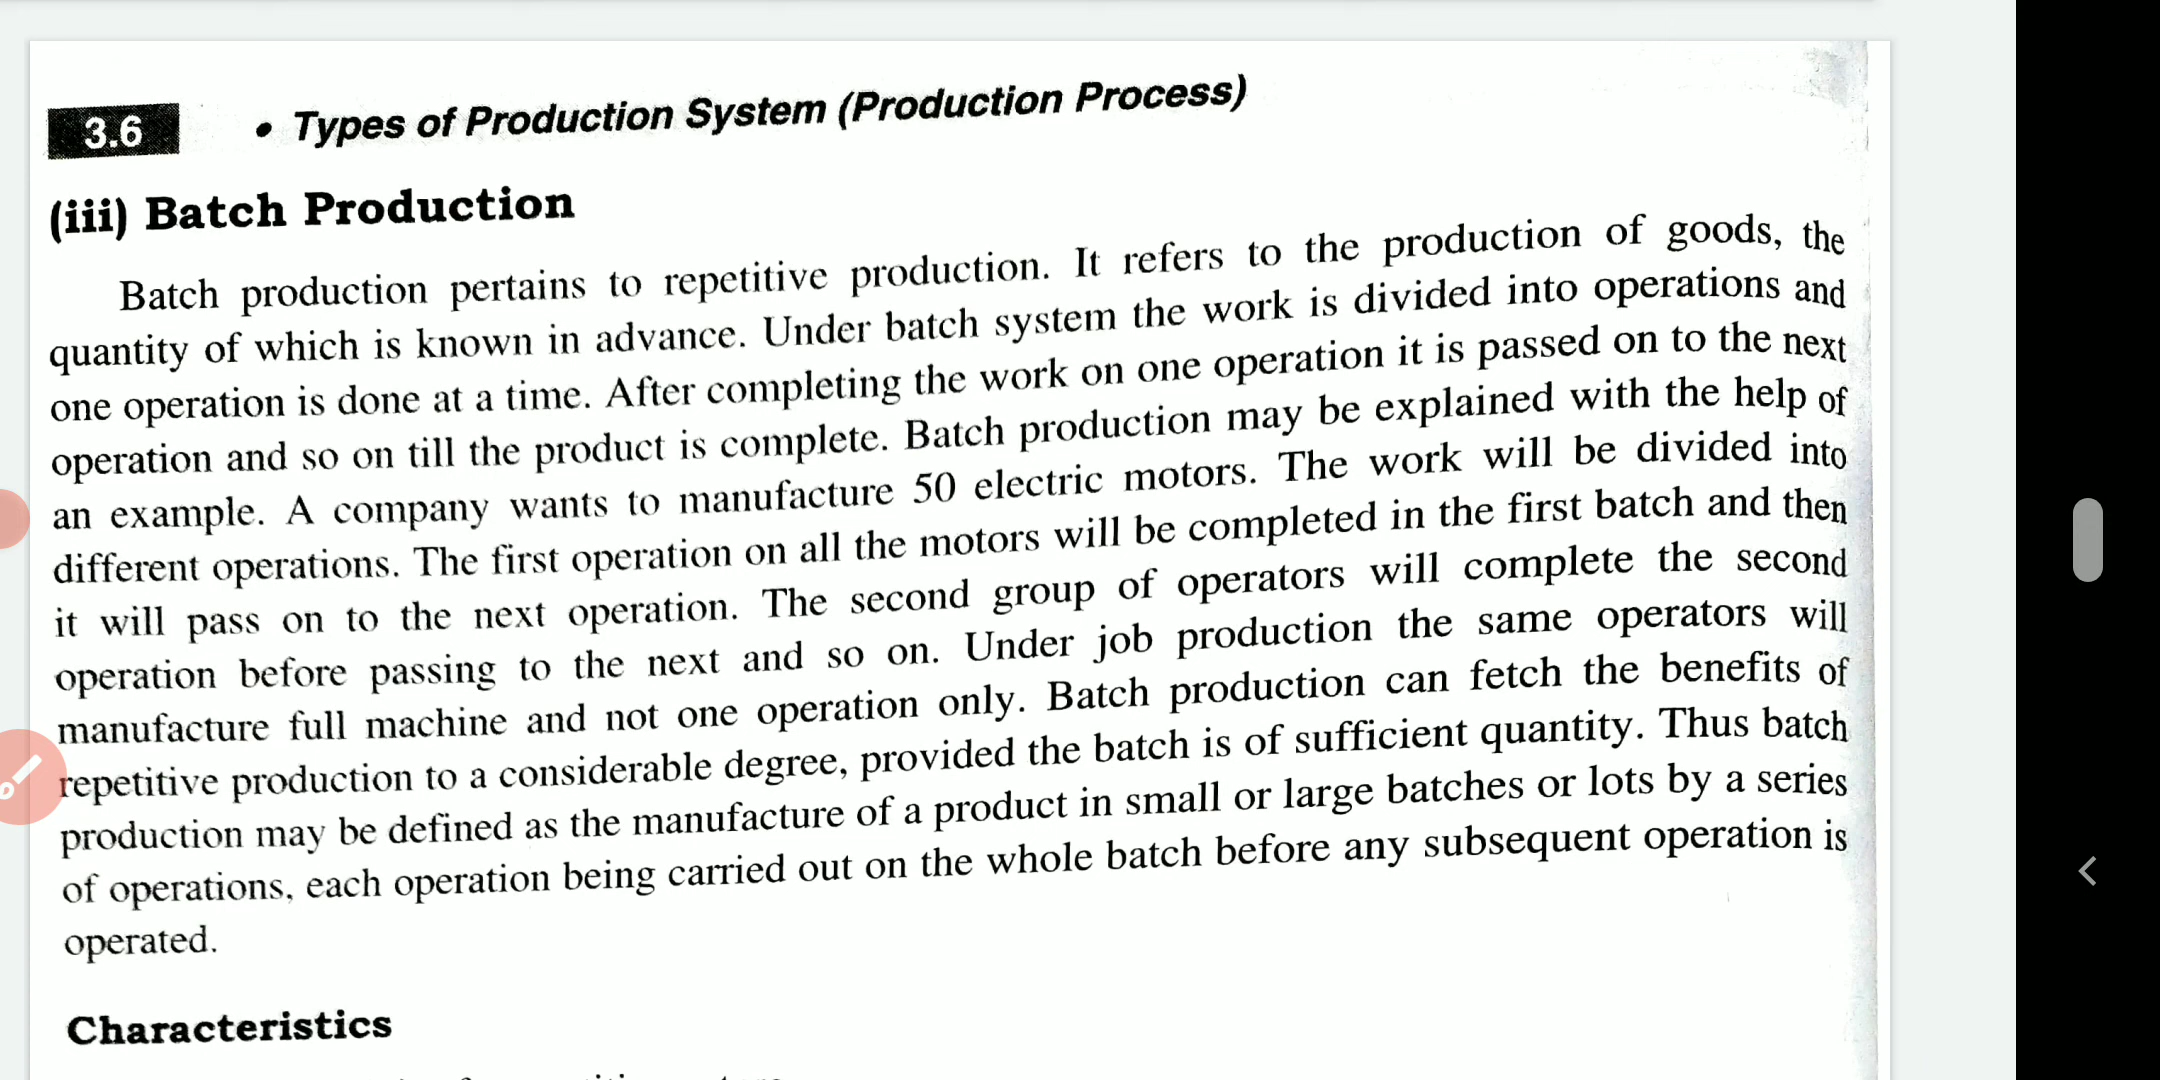 3.6
• Types of Production System (Production Process)
(iii) Batch Production
Batch production pertains to repetitive production. It refers to the production of goods, the
quantity of which is known in advance. Under batch system the work is divided into operations and
one operation is done at a time. After completing the work on one operation it is passed on to the next
operation and so on till the product is complete. Batch production may be explained with the help of
an example. A company wants to manufacture 50 electric motors. The work will be divided into
different operations. The first operation on all the motors will be completed in the first batch and then
it will pass on to the next operation. The second group of operators will complete the second
operation before passing to the next and so on. Under job production the same operators will
manufacture full machine and not one operation only. Batch production can fetch the benefits of
repetitive production to a considerable degree, provided the batch is of sufficient quantity. Thus batch
production may be defined as the manufacture of a product in small or large batches or lots by a series
of operations, each operation being carried out on the whole batch before any subsequent operation is
operated.
Characteristics